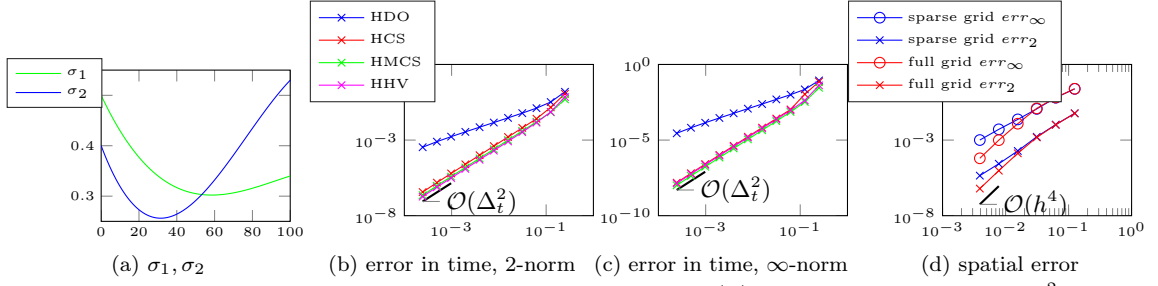 σ₁
σ₂
0.4
0.3
0 20 40 60 80 100
(a) σ₁, σ₂
HDO
HCS
HMCS
HHV
10⁻³
10⁻⁸
10⁻³ 10⁻¹
O(Δₜ²)
(b) error in time, 2-norm
10⁰
10⁻⁵
10⁻¹⁰
10⁻³ 10⁻¹
O(Δₜ²)
(c) error in time, ∞-norm
sparse grid err∞
sparse grid err₂
full grid err∞
full grid err₂
10⁻³
10⁻⁸
10⁻³ 10⁻² 10⁻¹ 10⁰
O(h⁴)
(d) spatial error